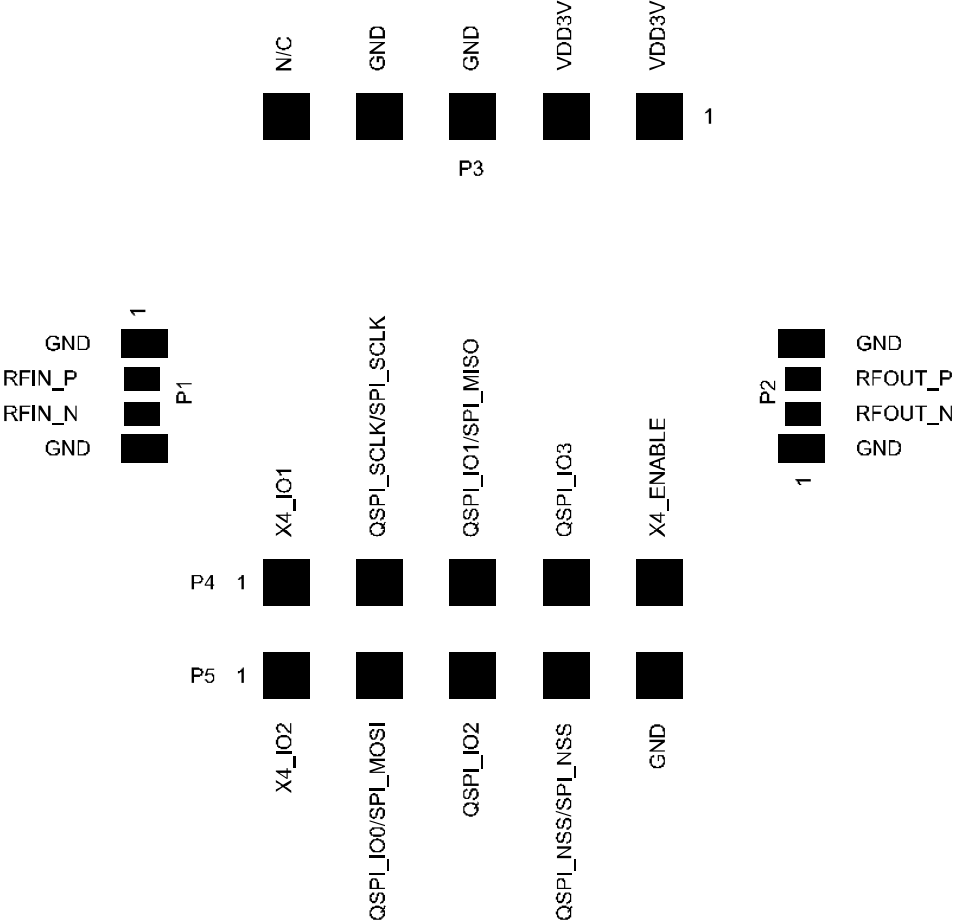 N/C
GND
GND
VDD3V
VDD3V
1
P3
1
GND
RFIN_P
RFIN_N
GND
P1
P2
GND
RFOUT_P
RFOUT_N
GND
1
X4_IO1
QSPI_SCLK/SPI_SCLK
QSPI_IO1/SPI_MISO
QSPI_IO3
X4_ENABLE
P4 1
P5 1
X4_IO2
QSPI_IO0/SPI_MOSI
QSPI_IO2
QSPI_NSS/SPI_NSS
GND